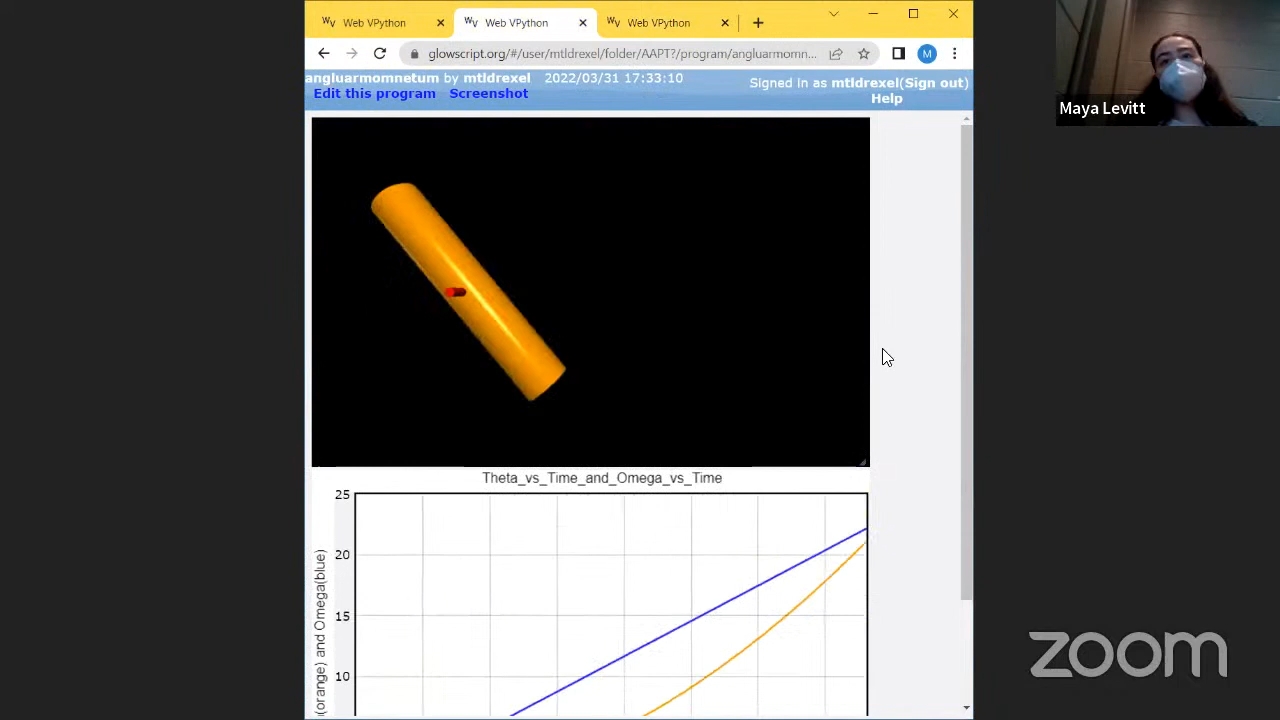 Web VPython
Web VPython
Web VPython
glowscript.org/#/user/mtldrexel/folder/AAPT?/program/angluarmomn...
M
angluarmomnetum by mtldrexel 2022/03/31 17:33:10
Signed in as mtldrexel(Sign out)
Edit this program Screenshot
Help
Maya Levitt
Theta_vs_Time_and_Omega_vs_Time
25
20
15
10
(orange) and Omega(blue)
zoom